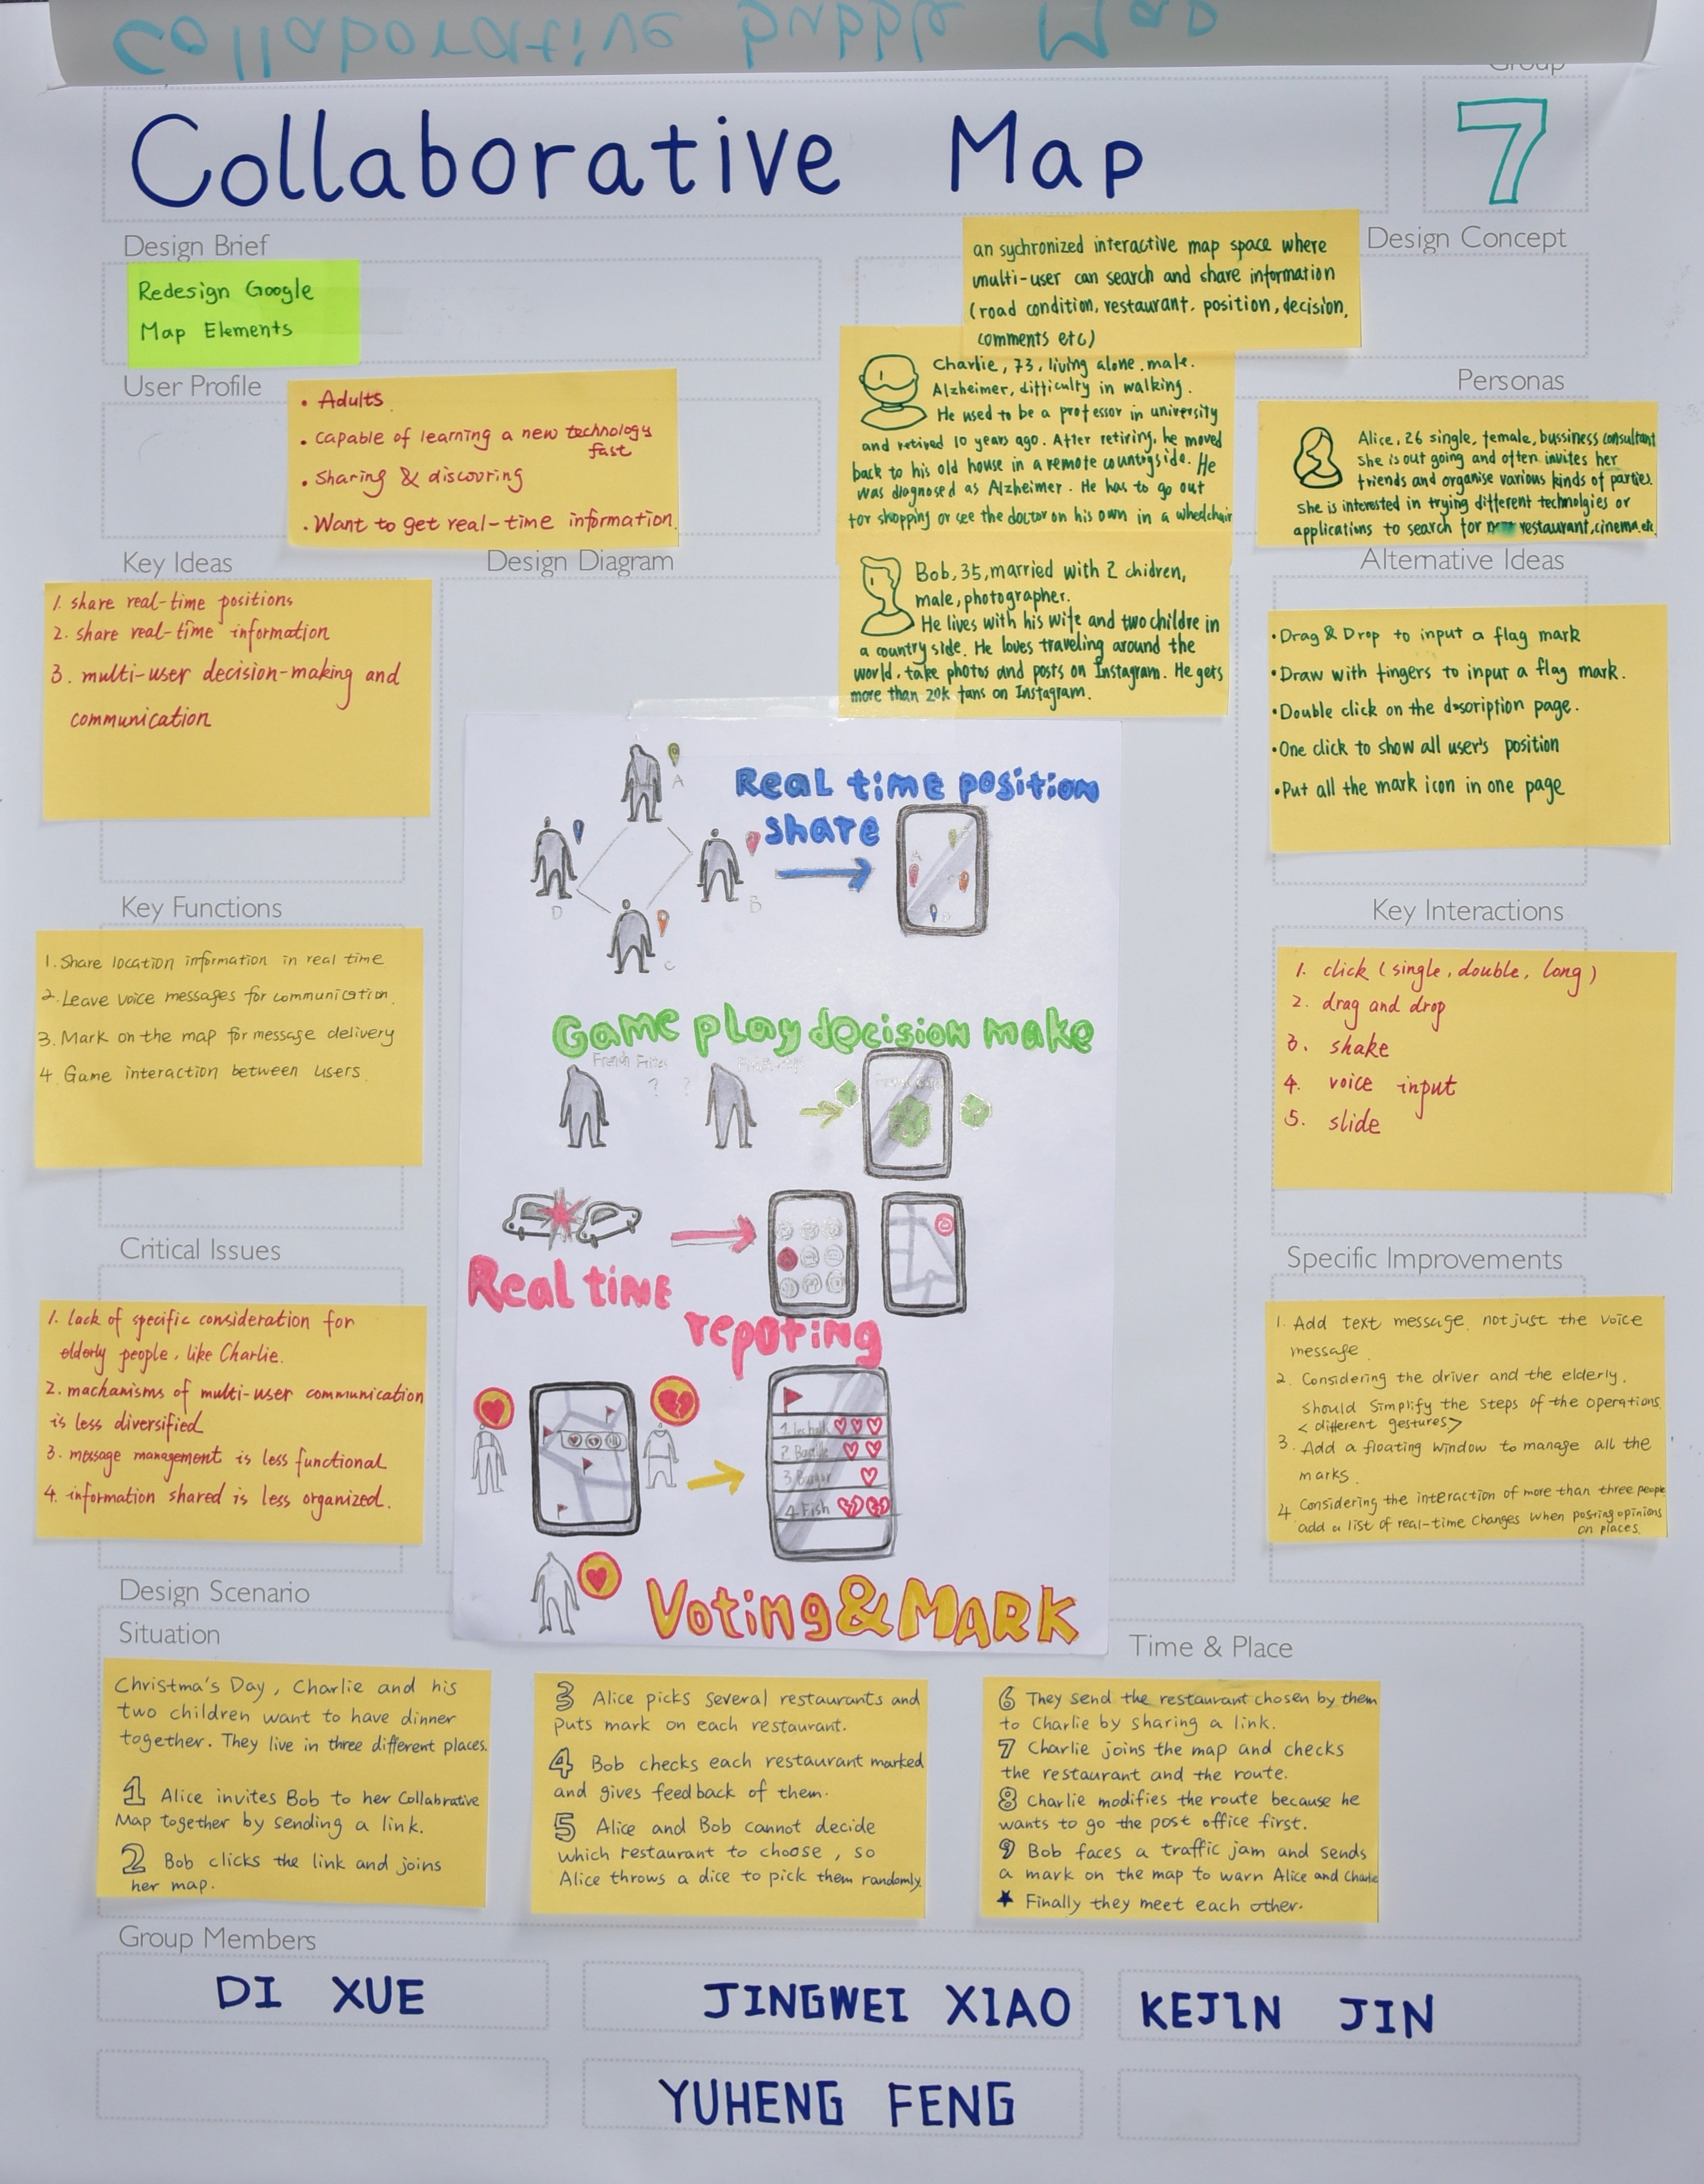 Collaborative bubble Map
Group
Collaborative Map
7
Design Brief
Redesign Google
Map Elements
Design Concept
an sychronized interactive map space where
multi-user can search and share information
(road condition, restaurant, position, decision,
comments etc)
User Profile
• Adults
• capable of learning a new technology
fast
• Sharing & discouring
• Want to get real-time information
Personas
Charlie, 73, living alone, male.
Alzheimer, difficulty in walking.
He used to be a professor in university
and retired 10 years ago. After retiring, he moved
back to his old house in a remote countryside. He
was diagnosed as Alzheimer. He has to go out
for shopping or see the doctor on his own in a wheelchair
Alice, 26 single, female, bussiness consultant
She is out going and often invites her
friends and organise various kinds of parties.
She is interested in trying different technolgies or
applications to search for restaurant, cinema, etc.
Bob, 35, married with 2 chidren,
male, photographer.
He lives with his wife and two childre in
a country side. He loves traveling around the
world, take photos and posts on Instagram. He gets
more than 20k fans on Instagram.
Key Ideas
1. share real-time positions
2. share real-time information
3. multi-user decision-making and
communication
Design Diagram
Real time position
share
A
B
C
D
Game play decision make
French Fries
? ?
Real time
reporting
1
2
3 Burger
4 Fish
Voting & MARK
Alternative Ideas
• Drag & Drop to input a flag mark
• Draw with fingers to input a flag mark.
• Double click on the dsoription page.
• One click to show all user's position
• Put all the mark icon in one page
Key Functions
1. Share location information in real time
2. Leave voice messages for communication.
3. Mark on the map for message delivery
4. Game interaction between users.
Key Interactions
1. click (single, double, long)
2. drag and drop
3. shake
4. voice input
5. slide
Critical Issues
1. lack of specific consideration for
elderly people, like Charlie.
2. machanisms of multi-user communication
is less diversified
3. message management is less functional
4. information shared is less organized.
Specific Improvements
1. Add text message, not just the voice
message
2. Considering the driver and the elderly,
should simplify the steps of the operations
< different gestures >
3. Add a floating window to manage all the
marks.
4. Considering the interaction of more than three people
add a list of real-time changes when posting opinions
on places.
Design Scenario
Situation
Time & Place
Christma's Day, Charlie and his
two children want to have dinner
together. They live in three different places.
1 Alice invites Bob to her Collabrative
Map together by sending a link.
2 Bob clicks the link and joins
her map.
3 Alice picks several restaurants and
puts mark on each restaurant.
4 Bob checks each restaurant marked
and gives feedback of them.
5 Alice and Bob cannot decide
which restaurant to choose, so
Alice throws a dice to pick them randomly.
6 They send the restaurant chosen by them
to Charlie by sharing a link.
7 Charlie joins the map and checks
the restaurant and the route.
8 Charlie modifies the route because he
wants to go the post office first.
9 Bob faces a traffic jam and sends
a mark on the map to warn Alice and Charlie
★ Finally they meet each other.
Group Members
DI XUE
JINGWEI XIAO
KEJIN JIN
YUHENG FENG